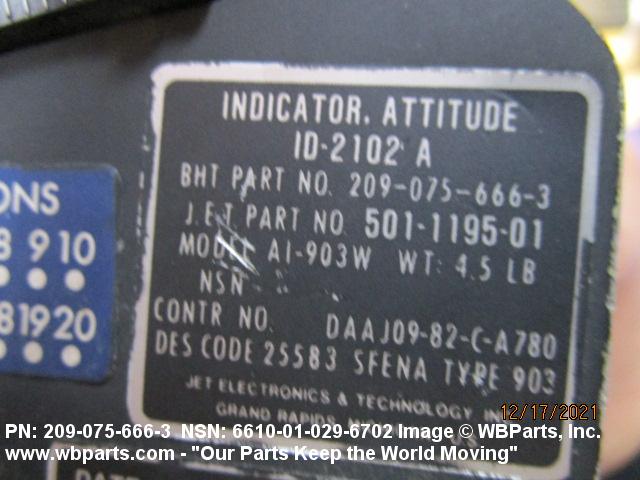 INDICATOR, ATTITUDE
ID-2102 A
BHT PART NO. 209-075-666-3
J.E.T. PART NO. 501-1195-01
MODEL AI-903W WT: 4.5 LB
NSN
CONTR NO. DAAJ09-82-C-A780
DES CODE 25583 SFENA TYPE 903
JET ELECTRONICS & TECHNOLOGY IN
GRAND RAPIDS,
ONS
8 9 10
8 19 20
12/17/2021
PN: 209-075-666-3 NSN: 6610-01-029-6702 Image © WBParts, Inc.
www.wbparts.com - "Our Parts Keep the World Moving"
DATE